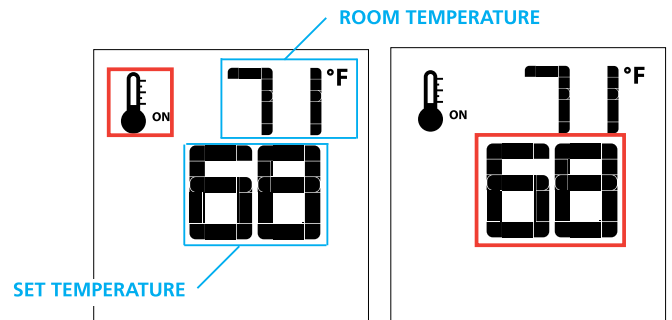 ROOM TEMPERATURE
71°F
ON
68
SET TEMPERATURE
71°F
ON
68